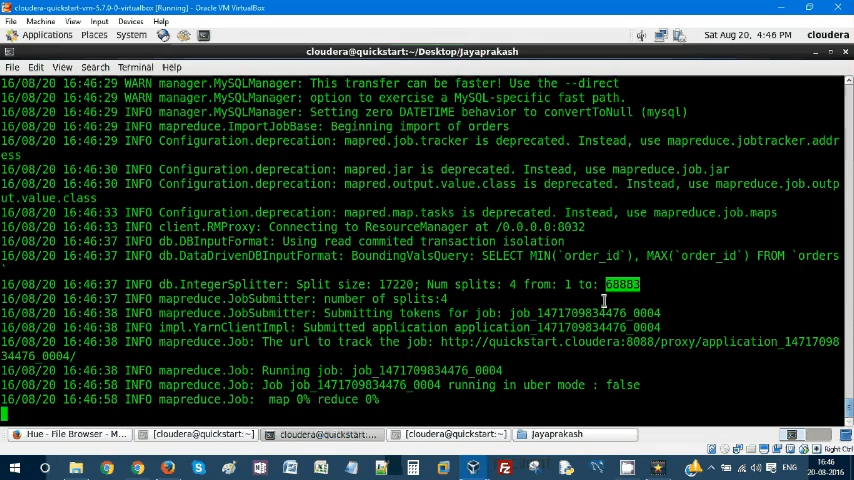 cloudera-quickstart-vm-5.7.0-0-virtualbox [Running] - Oracle VM VirtualBox
File Machine View Input Devices Help
Applications Places System Sat Aug 20, 4:46 PM cloudera
cloudera@quickstart:~/Desktop/Jayaprakash
File Edit View Search Terminal Help
16/08/20 16:46:29 WARN manager.MySQLManager: This transfer can be faster! Use the --direct
16/08/20 16:46:29 WARN manager.MySQLManager: option to exercise a MySQL-specific fast path.
16/08/20 16:46:29 INFO manager.MySQLManager: Setting zero DATETIME behavior to convertToNull (mysql)
16/08/20 16:46:29 INFO mapreduce.ImportJobBase: Beginning import of orders
16/08/20 16:46:29 INFO Configuration.deprecation: mapred.job.tracker is deprecated. Instead, use mapreduce.jobtracker.addr
ess
16/08/20 16:46:30 INFO Configuration.deprecation: mapred.jar is deprecated. Instead, use mapreduce.job.jar
16/08/20 16:46:30 INFO Configuration.deprecation: mapred.output.value.class is deprecated. Instead, use mapreduce.job.outp
ut.value.class
16/08/20 16:46:33 INFO Configuration.deprecation: mapred.map.tasks is deprecated. Instead, use mapreduce.job.maps
16/08/20 16:46:33 INFO client.RMProxy: Connecting to ResourceManager at /0.0.0.0:8032
16/08/20 16:46:37 INFO db.DBInputFormat: Using read commited transaction isolation
16/08/20 16:46:37 INFO db.DataDrivenDBInputFormat: BoundingValsQuery: SELECT MIN(`order_id`), MAX(`order_id`) FROM `orders
`
16/08/20 16:46:37 INFO db.IntegerSplitter: Split size: 17220; Num splits: 4 from: 1 to: 68883
16/08/20 16:46:37 INFO mapreduce.JobSubmitter: number of splits:4
16/08/20 16:46:38 INFO mapreduce.JobSubmitter: Submitting tokens for job: job_1471709834476_0004
16/08/20 16:46:38 INFO impl.YarnClientImpl: Submitted application application_1471709834476_0004
16/08/20 16:46:38 INFO mapreduce.Job: The url to track the job: http://quickstart.cloudera:8088/proxy/application_14717098
34476_0004/
16/08/20 16:46:38 INFO mapreduce.Job: Running job: job_1471709834476_0004
16/08/20 16:46:58 INFO mapreduce.Job: Job job_1471709834476_0004 running in uber mode : false
16/08/20 16:46:58 INFO mapreduce.Job:  map 0% reduce 0%
Hue - File Browser - M... [cloudera@quickstart:~... cloudera@quickstart:... [cloudera@quickstart:~... Jayaprakash
Right Ctrl
ENG 16:46
20-08-2016